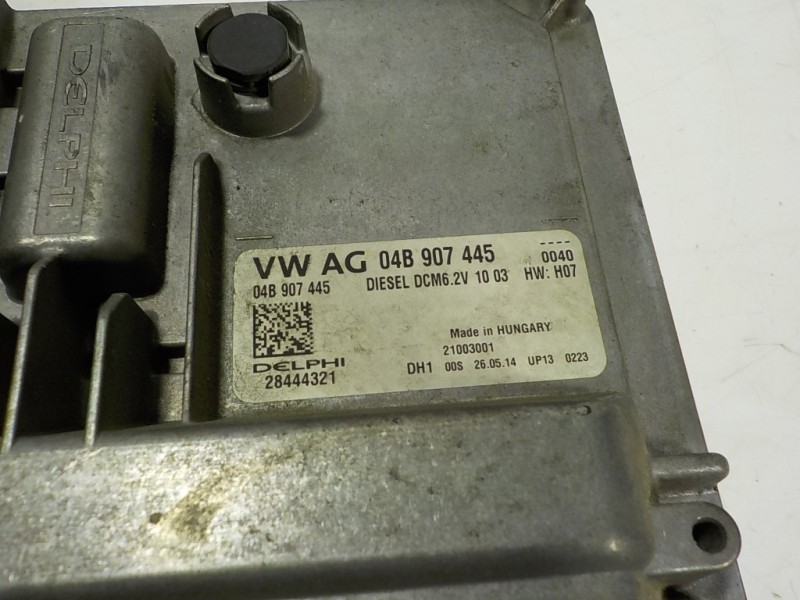 DELPHI
VW AG 04B 907 445
----
0040
04B 907 445 DIESEL DCM6.2V 10 03 HW: H07
Made in HUNGARY
21003001
DELPHI
28444321
DH1 00S 26.05.14 UP13 0223